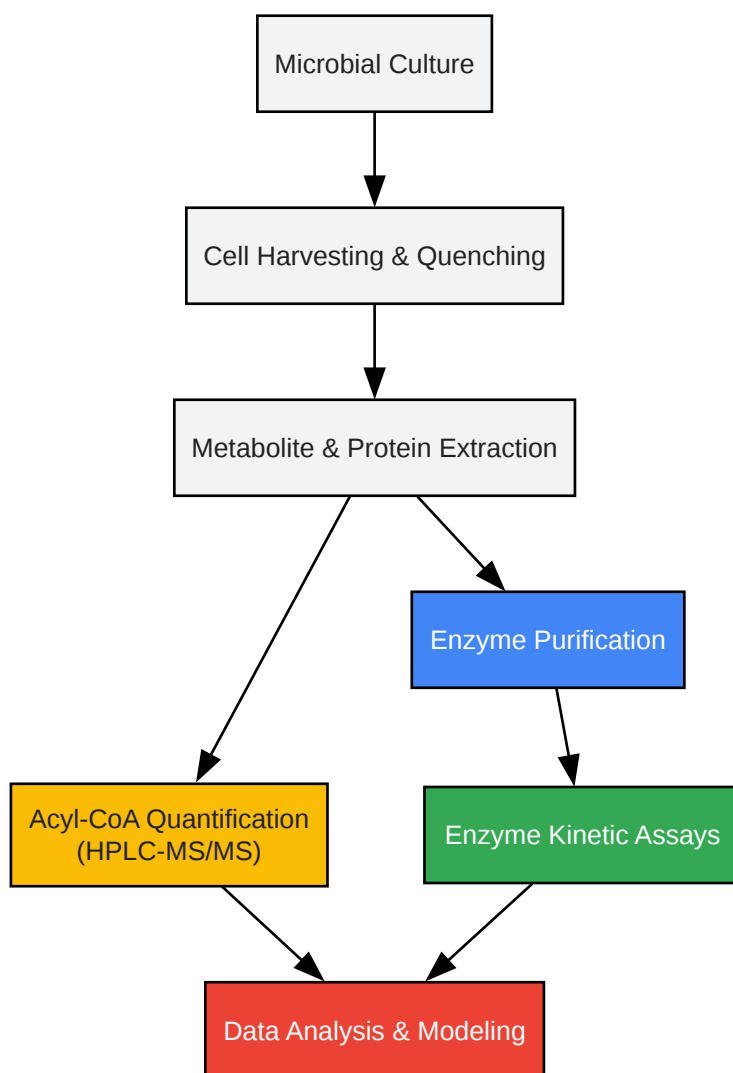 Microbial Culture
Cell Harvesting & Quenching
Metabolite & Protein Extraction
Enzyme Purification
Acyl-CoA Quantification
(HPLC-MS/MS)
Enzyme Kinetic Assays
Data Analysis & Modeling